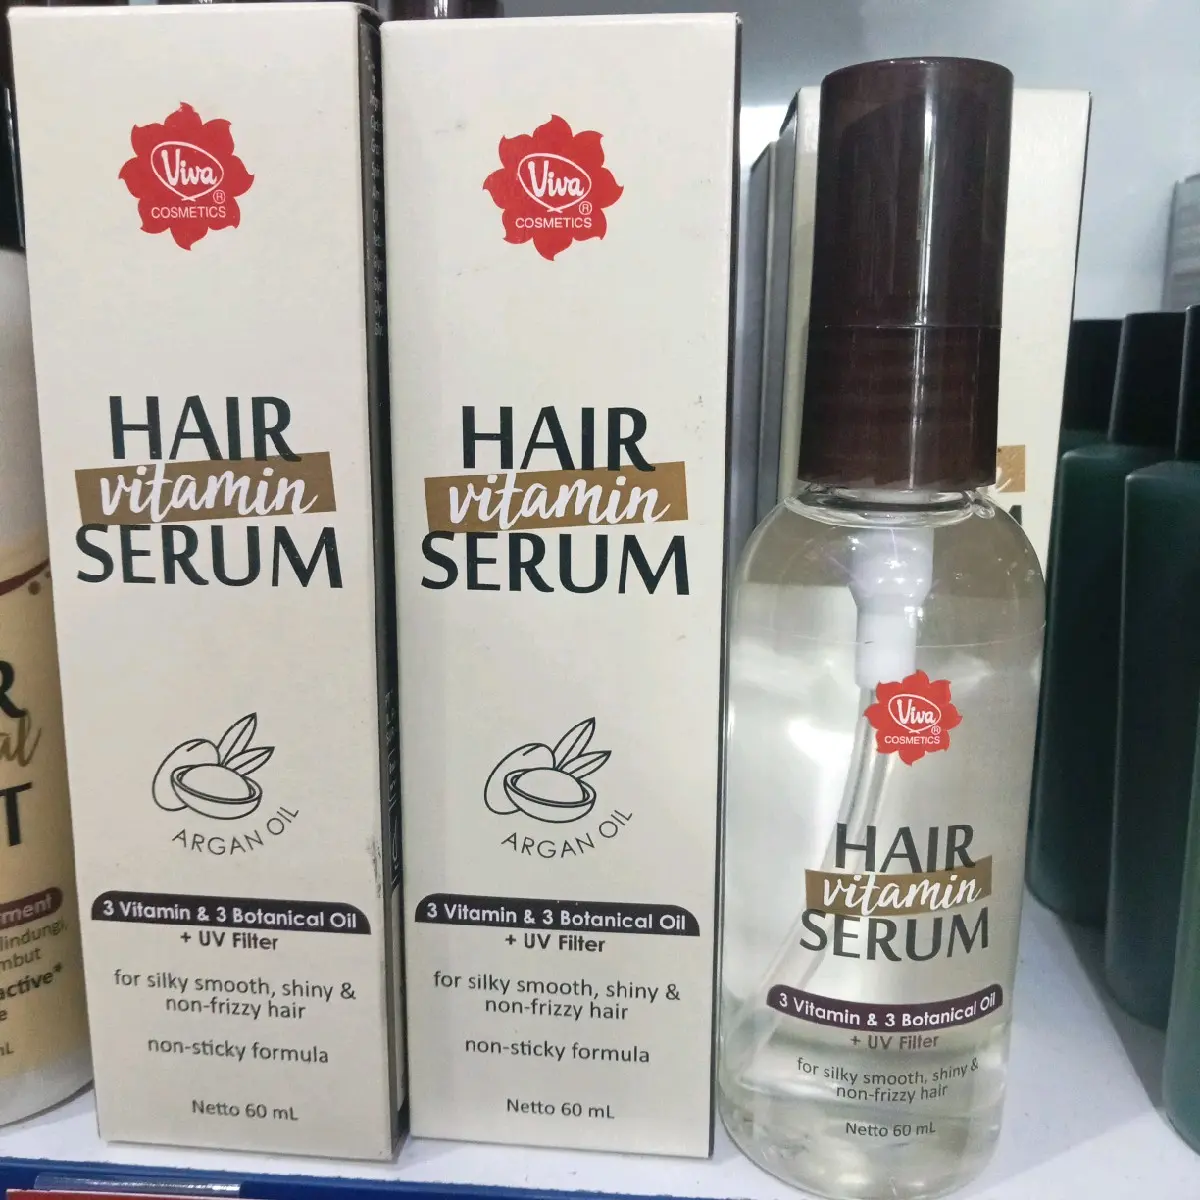 Viva
®
COSMETICS
HAIR
vitamin
SERUM
ARGAN OIL
3 Vitamin & 3 Botanical Oil
+ UV Filter
for silky smooth, shiny &
non-frizzy hair
non-sticky formula
Netto 60 mL
Viva
®
COSMETICS
HAIR
vitamin
SERUM
ARGAN OIL
3 Vitamin & 3 Botanical Oil
+ UV Filter
for silky smooth, shiny &
non-frizzy hair
non-sticky formula
Netto 60 mL
Viva
®
COSMETICS
HAIR
vitamin
SERUM
3 Vitamin & 3 Botanical Oil
+ UV Filter
for silky smooth, shiny &
non-frizzy hair
Netto 60 mL